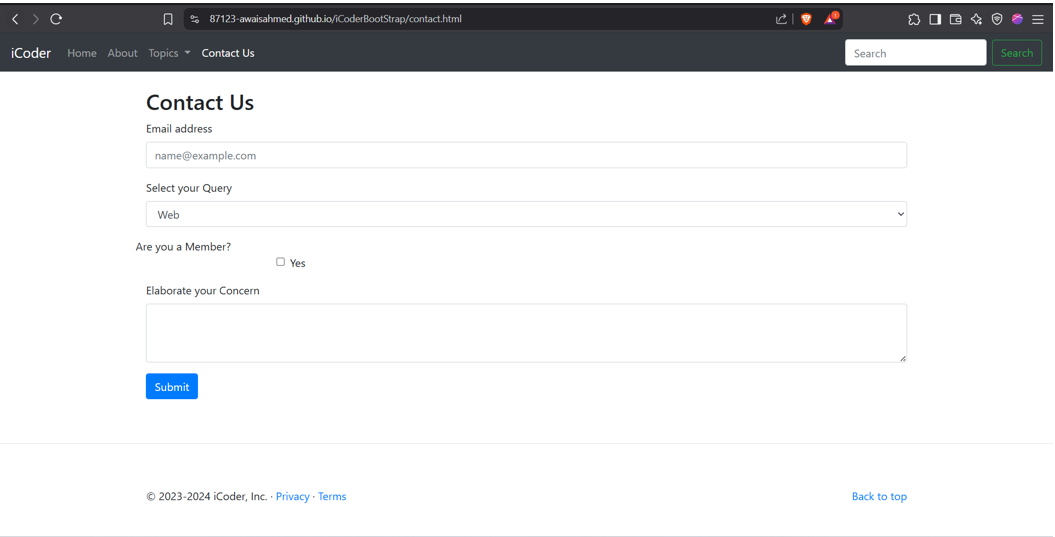 87123-awaisahmed.github.io/iCoderBootStrap/contact.html
1
iCoder Home About Topics Contact Us Search Search
Contact Us
Email address
name@example.com
Select your Query
Web
Are you a Member?
Yes
Elaborate your Concern
Submit
© 2023-2024 iCoder, Inc. · Privacy · Terms Back to top